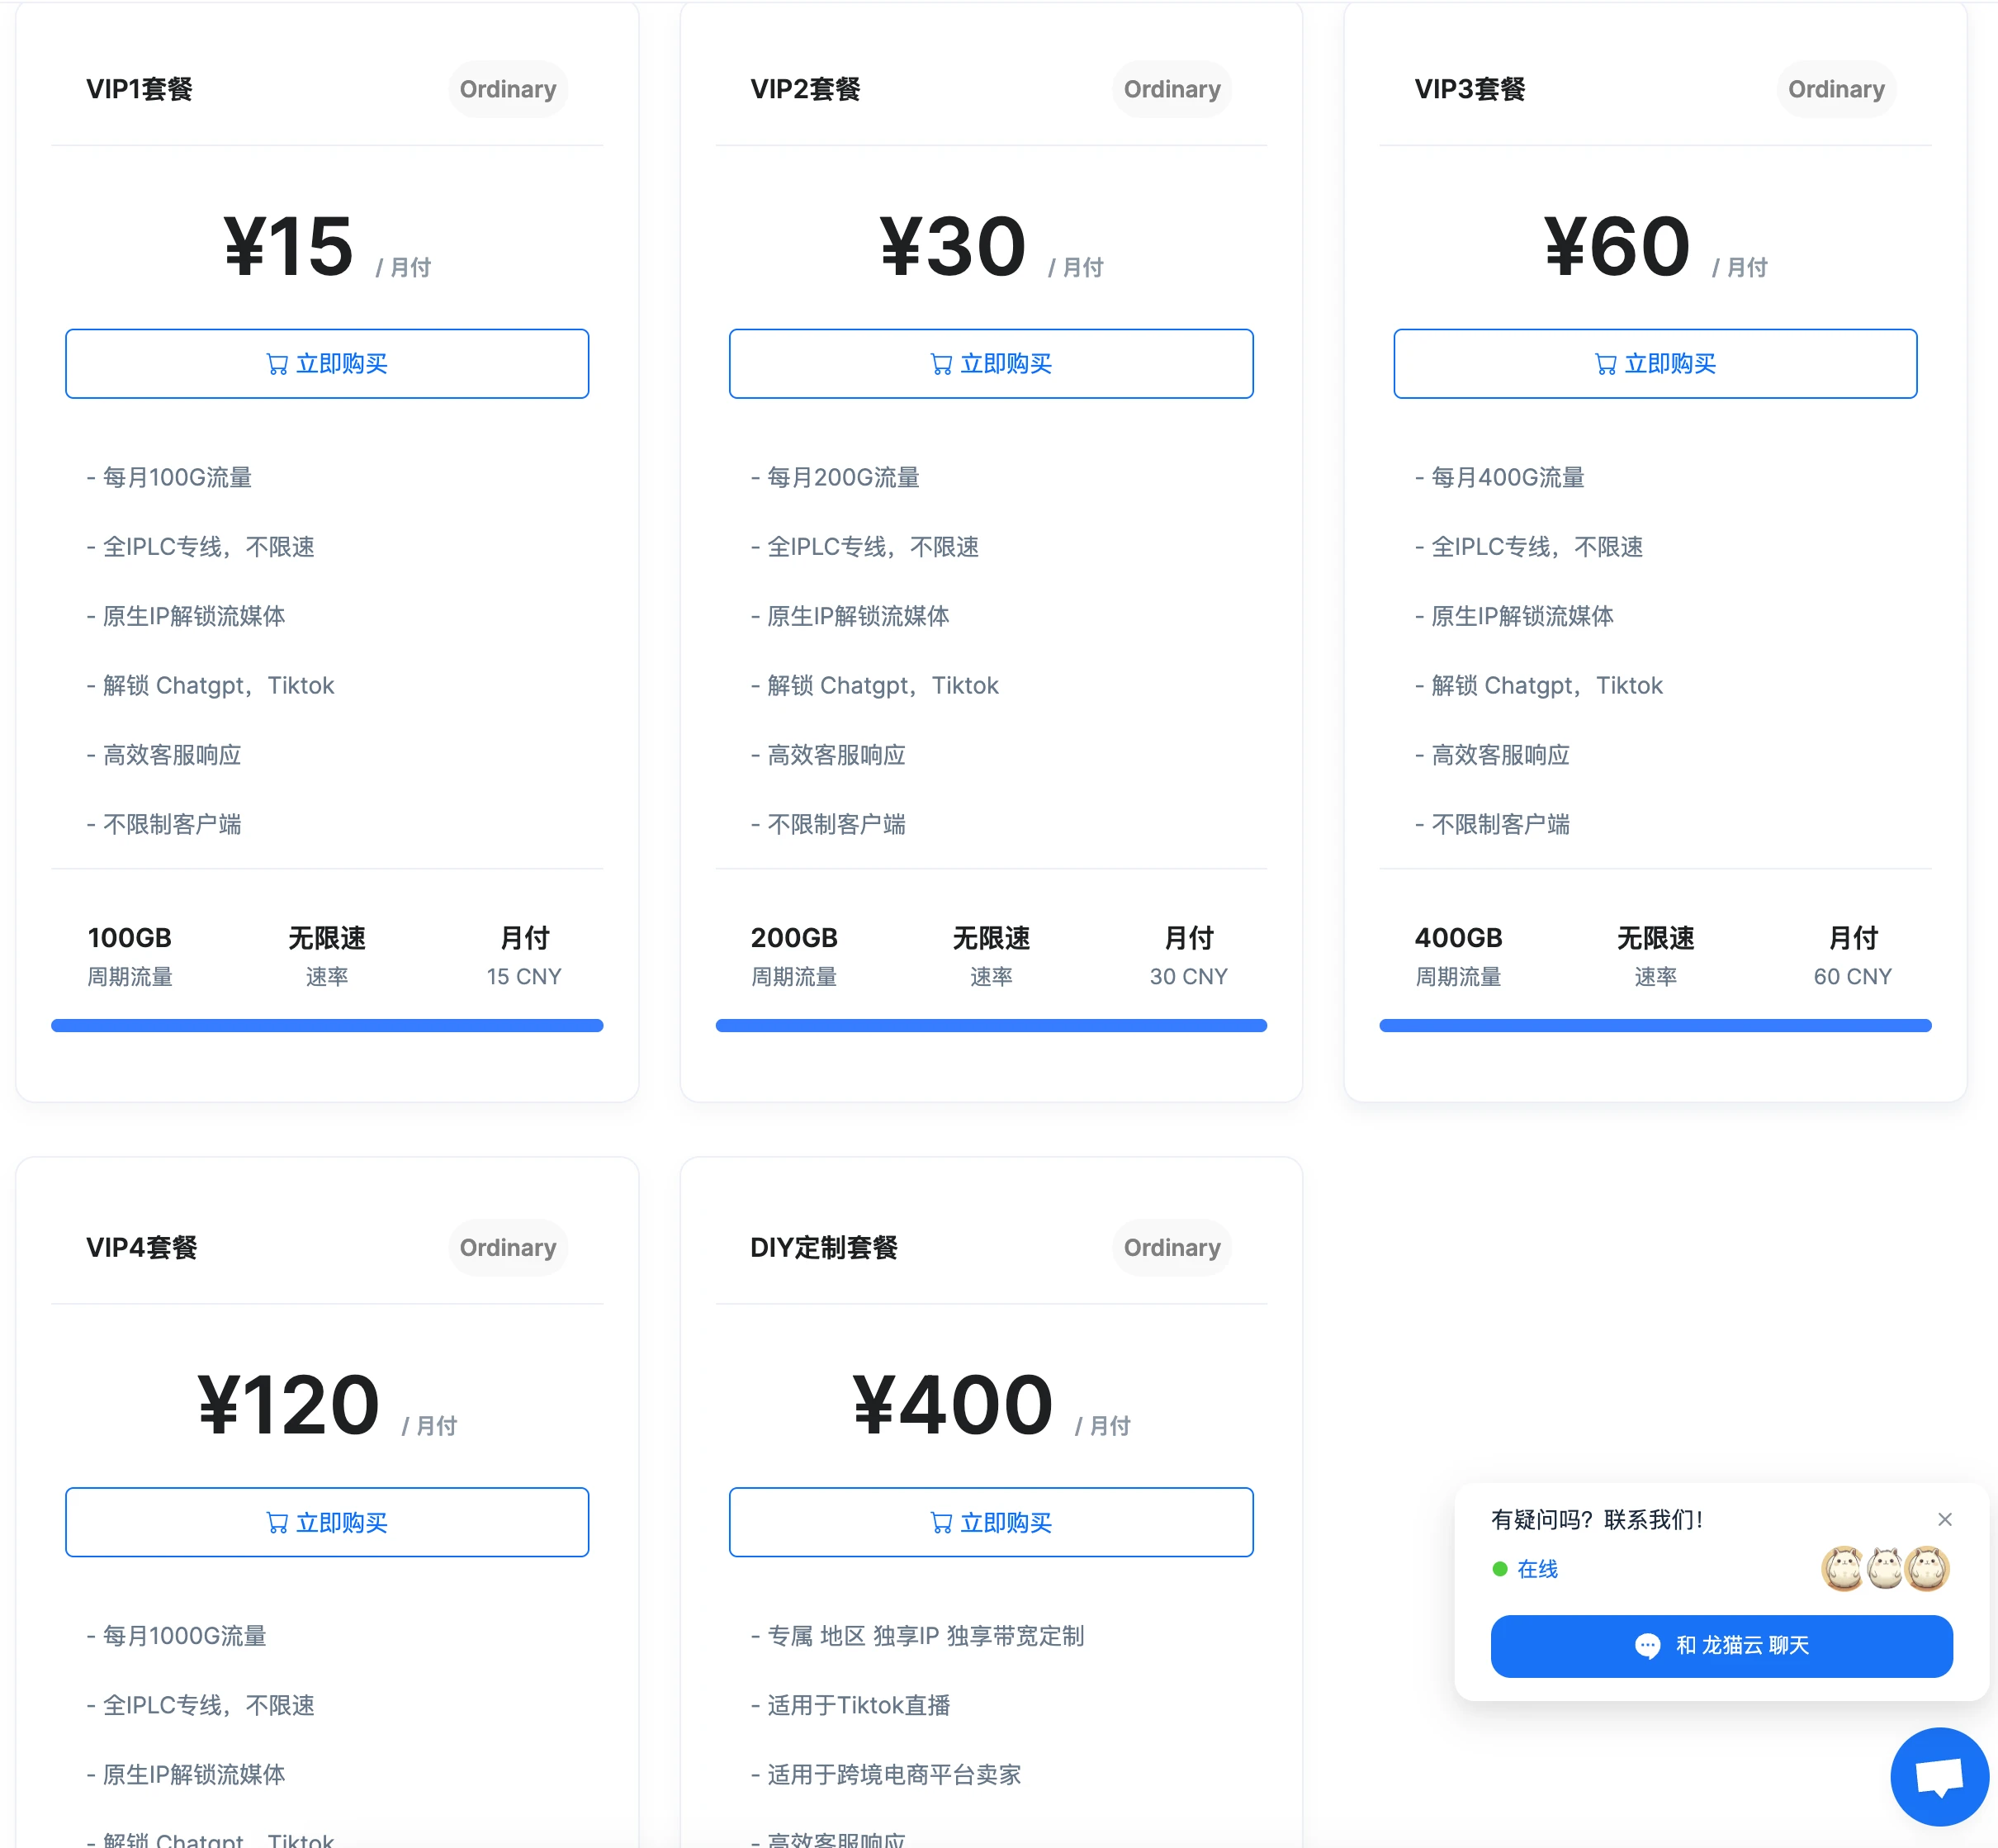 VIP1套餐
Ordinary
¥15 / 月付
立即购买
- 每月100G流量
- 全IPLC专线，不限速
- 原生IP解锁流媒体
- 解锁 Chatgpt，Tiktok
- 高效客服响应
- 不限制客户端
100GB
周期流量
无限速
速率
月付
15 CNY
VIP2套餐
Ordinary
¥30 / 月付
立即购买
- 每月200G流量
- 全IPLC专线，不限速
- 原生IP解锁流媒体
- 解锁 Chatgpt，Tiktok
- 高效客服响应
- 不限制客户端
200GB
周期流量
无限速
速率
月付
30 CNY
VIP3套餐
Ordinary
¥60 / 月付
立即购买
- 每月400G流量
- 全IPLC专线，不限速
- 原生IP解锁流媒体
- 解锁 Chatgpt，Tiktok
- 高效客服响应
- 不限制客户端
400GB
周期流量
无限速
速率
月付
60 CNY
VIP4套餐
Ordinary
¥120 / 月付
立即购买
- 每月1000G流量
- 全IPLC专线，不限速
- 原生IP解锁流媒体
- 解锁 Chatgpt，Tiktok
DIY定制套餐
Ordinary
¥400 / 月付
立即购买
- 专属 地区 独享IP 独享带宽定制
- 适用于Tiktok直播
- 适用于跨境电商平台卖家
- 高效客服响应
有疑问吗？联系我们！
在线
和 龙猫云 聊天